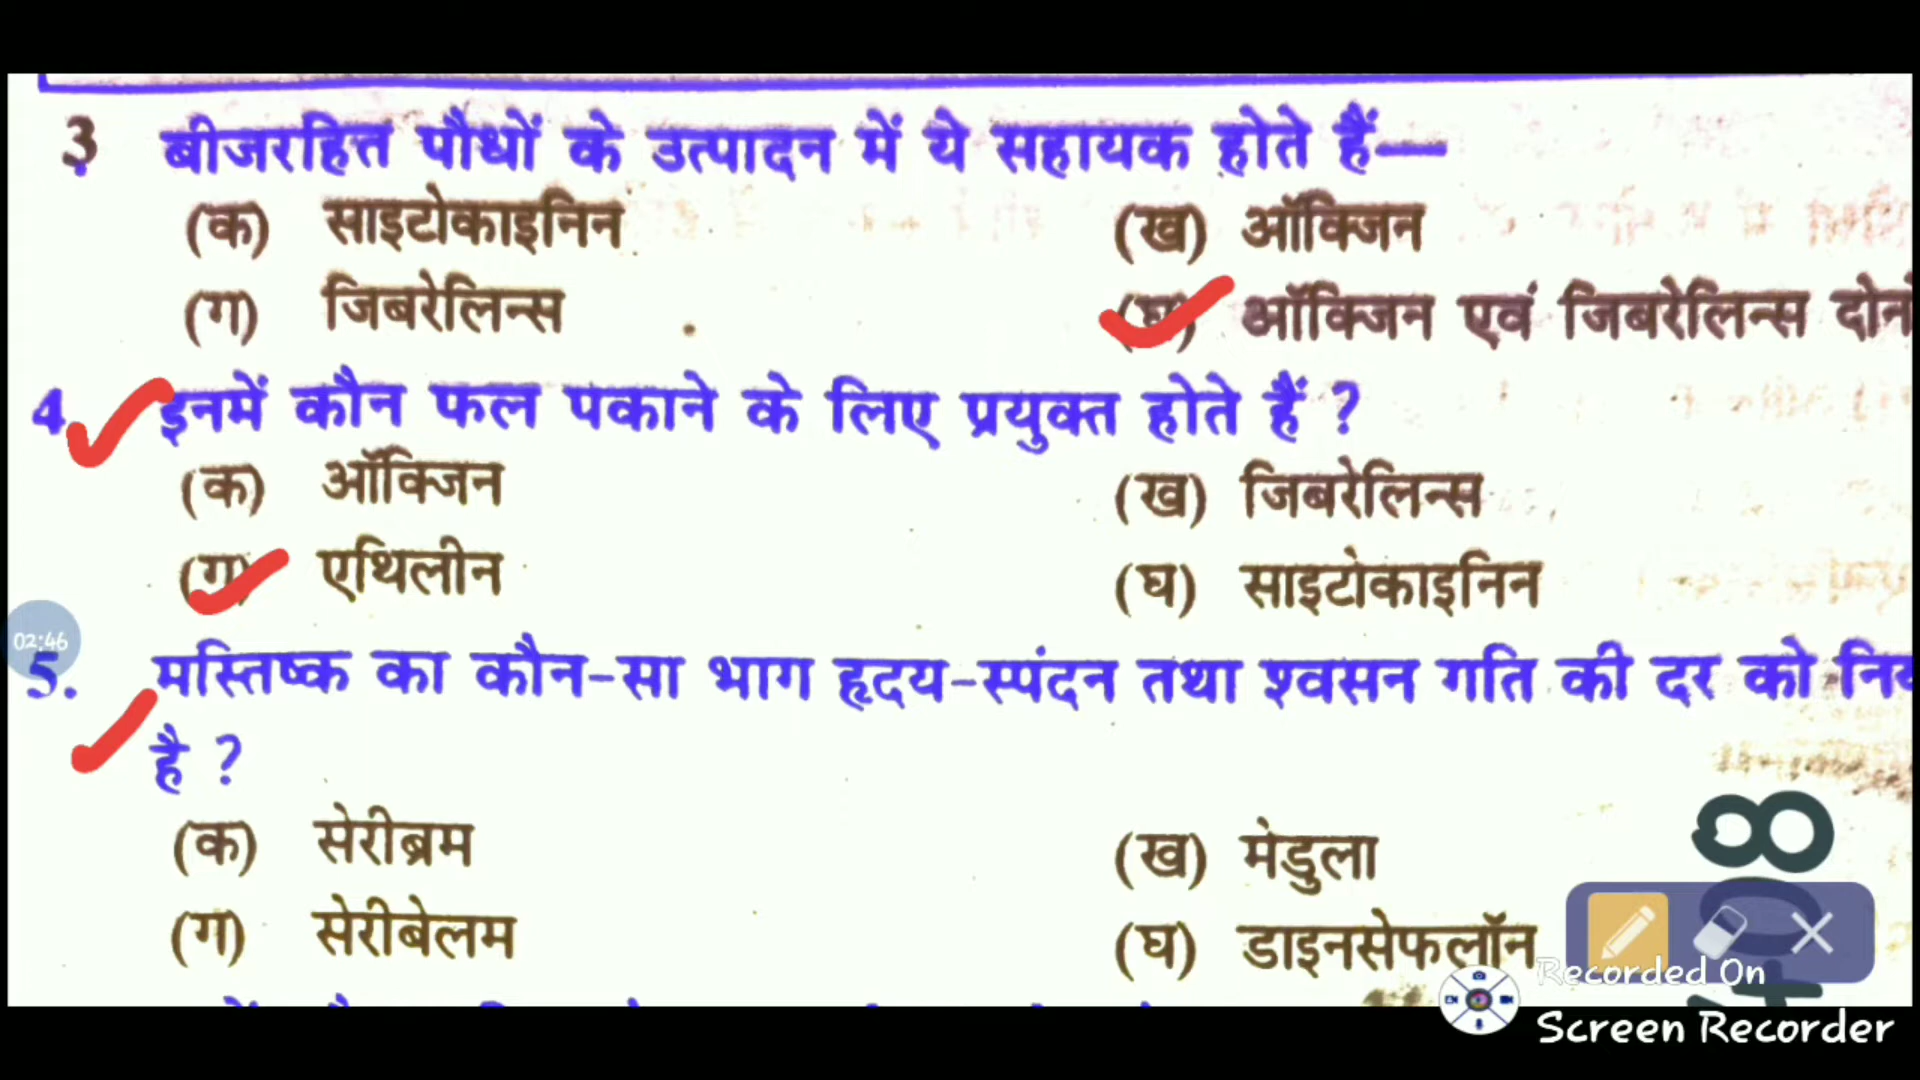 3 बीजरहित पौधों के उत्पादन में ये सहायक होते हैं—
(क) साइटोकाइनिन (ख) ऑक्जिन
(ग) जिबरेलिन्स (घ) ऑक्जिन एवं जिबरेलिन्स
4. इनमें कौन फल पकाने के लिए प्रयुक्त होते हैं ?
(क) ऑक्जिन (ख) जिबरेलिन्स
(ग) एथिलीन (घ) साइटोकाइनिन
02:46
5. मस्तिष्क का कौन-सा भाग हृदय-स्पंदन तथा श्वसन गति की दर को
है ?
(क) सेरीब्रम (ख) मेडुला
(ग) सेरीबेलम (घ) डाइनसेफलॉन
Recorded On
Screen Recorder